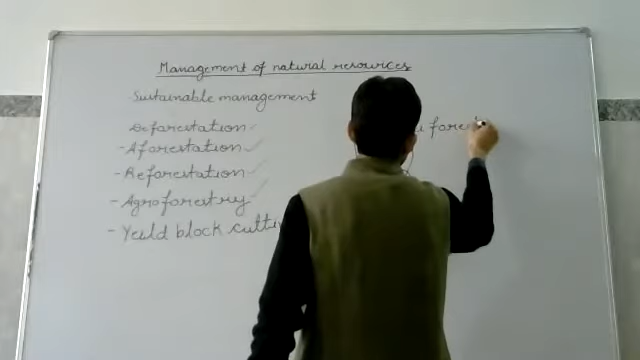 Management of natural resources
Sustainable management
Deforestation
- Aforestation
- Reforestation
- Agroforestry
- Yeild block